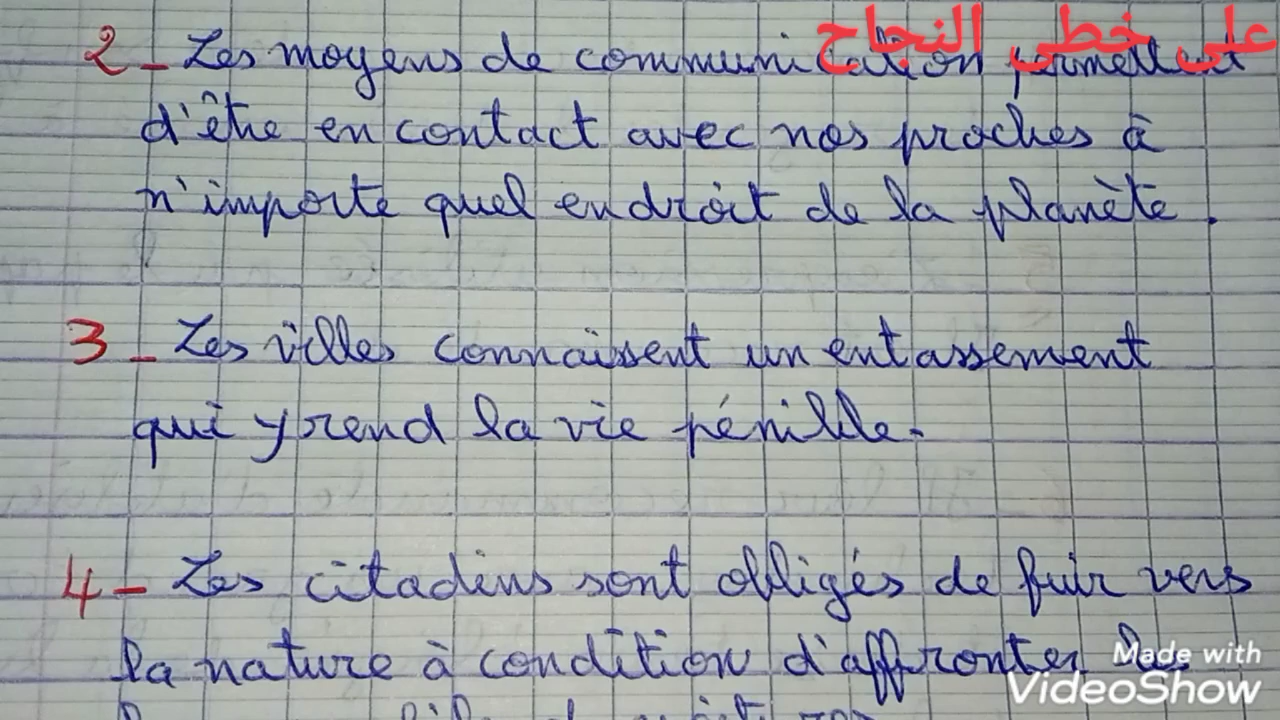 على خطى النجاح
2 - Les moyens de communication permettent
d'être en contact avec nos proches à
n'importe quel endroit de la planète.
3 - Les villes connaissent un entassement
qui y rend la vie pénible.
4 - Les citadins sont obligés de fuir vers
la nature à condition d'affronter les
Made with
VideoShow